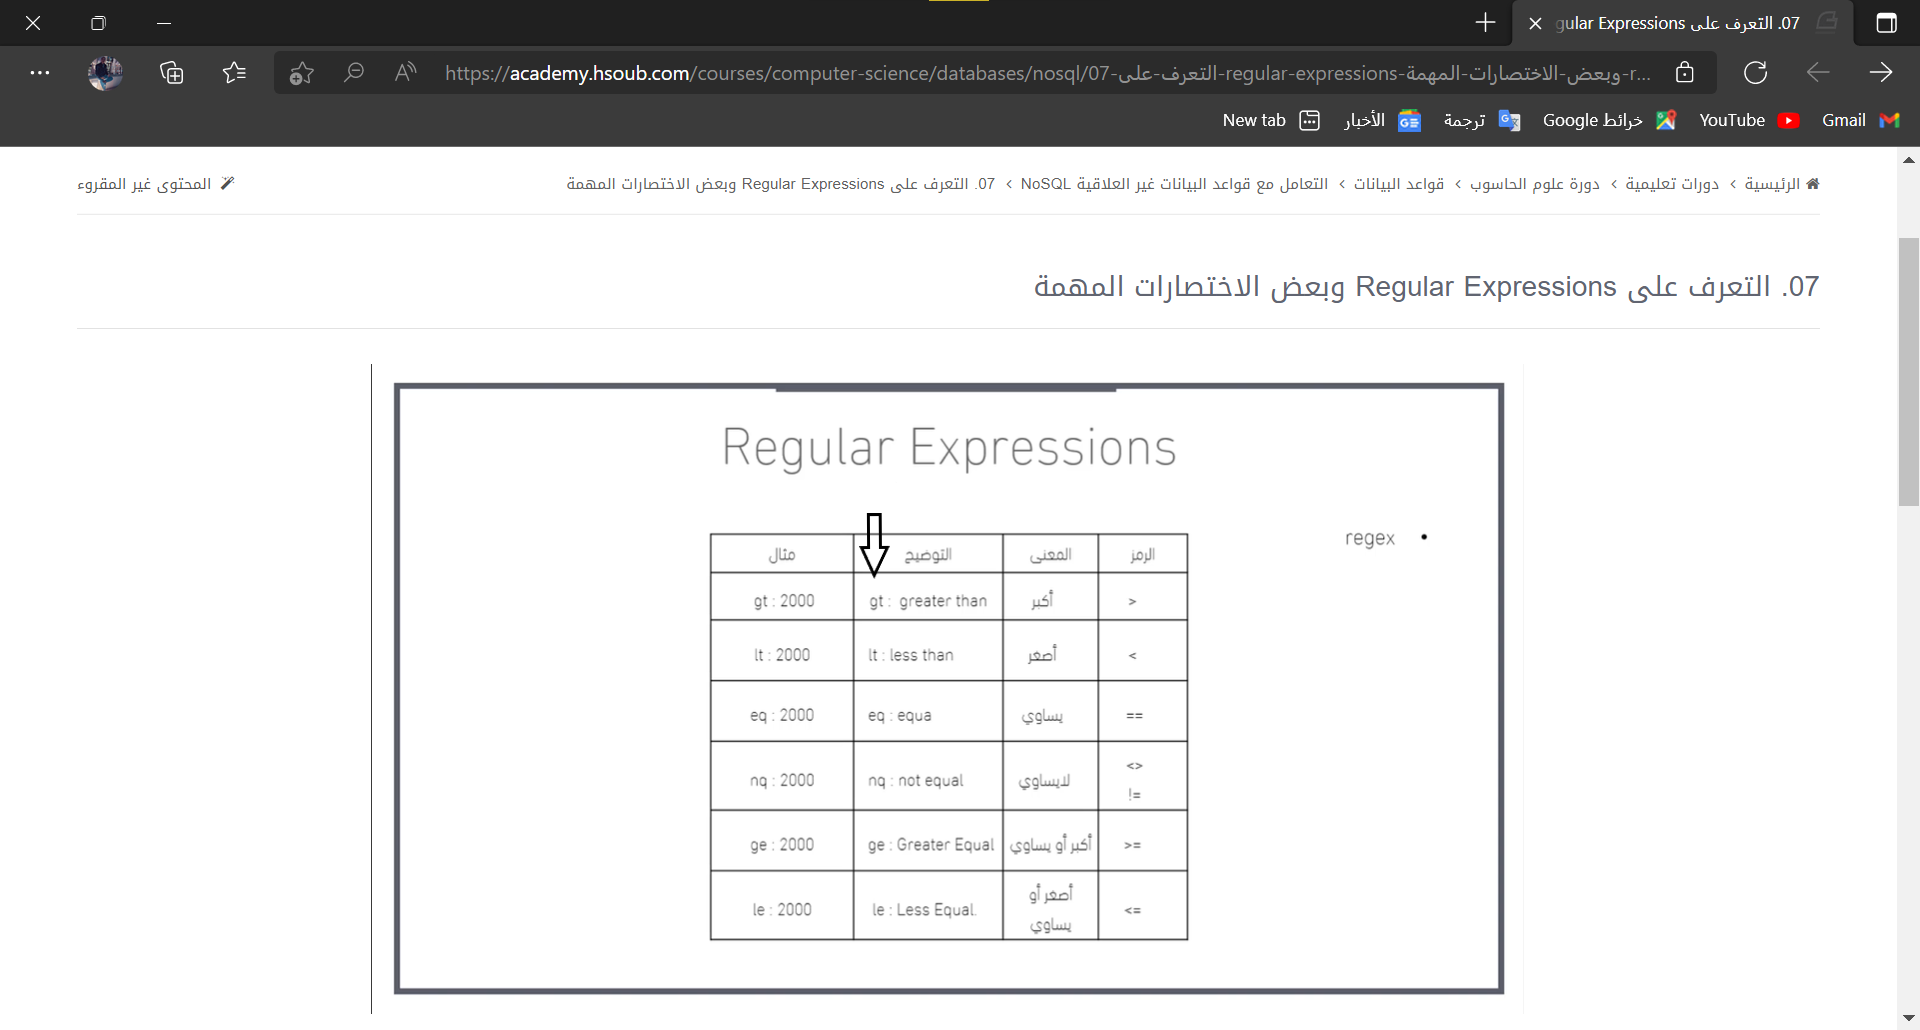 07. التعرف على gular Expressions
https://academy.hsoub.com/courses/computer-science/databases/nosql/07-التعرف-على-regular-expressions-وبعض-الاختصارات-المهمة-r...
Gmail
YouTube
خرائط Google
ترجمة
الأخبار
New tab
الرئيسية › دورات تعليمية › دورة علوم الحاسوب › قواعد البيانات › التعامل مع قواعد البيانات غير العلاقية NoSQL › 07. التعرف على Regular Expressions وبعض الاختصارات المهمة
المحتوى غير المقروء
07. التعرف على Regular Expressions وبعض الاختصارات المهمة
Regular Expressions
• regex
الرمز المعنى التوضيح مثال
> أكبر gt : greater than gt : 2000
< أصغر lt : less than lt : 2000
== يساوي eq : equa eq : 2000
<>
!= لايساوي nq : not equal nq : 2000
>= أكبر أو يساوي ge : Greater Equal ge : 2000
<= أصغر أو يساوي le : Less Equal. le : 2000